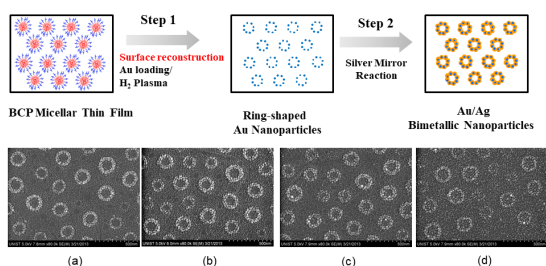 Step 1
Step 2
Surface reconstruction
Au loading/
H2 Plasma
Silver Mirror
Reaction
BCP Micellar Thin Film
Ring-shaped
Au Nanoparticles
Au/Ag
Bimetallic Nanoparticles
(a)
(b)
(c)
(d)